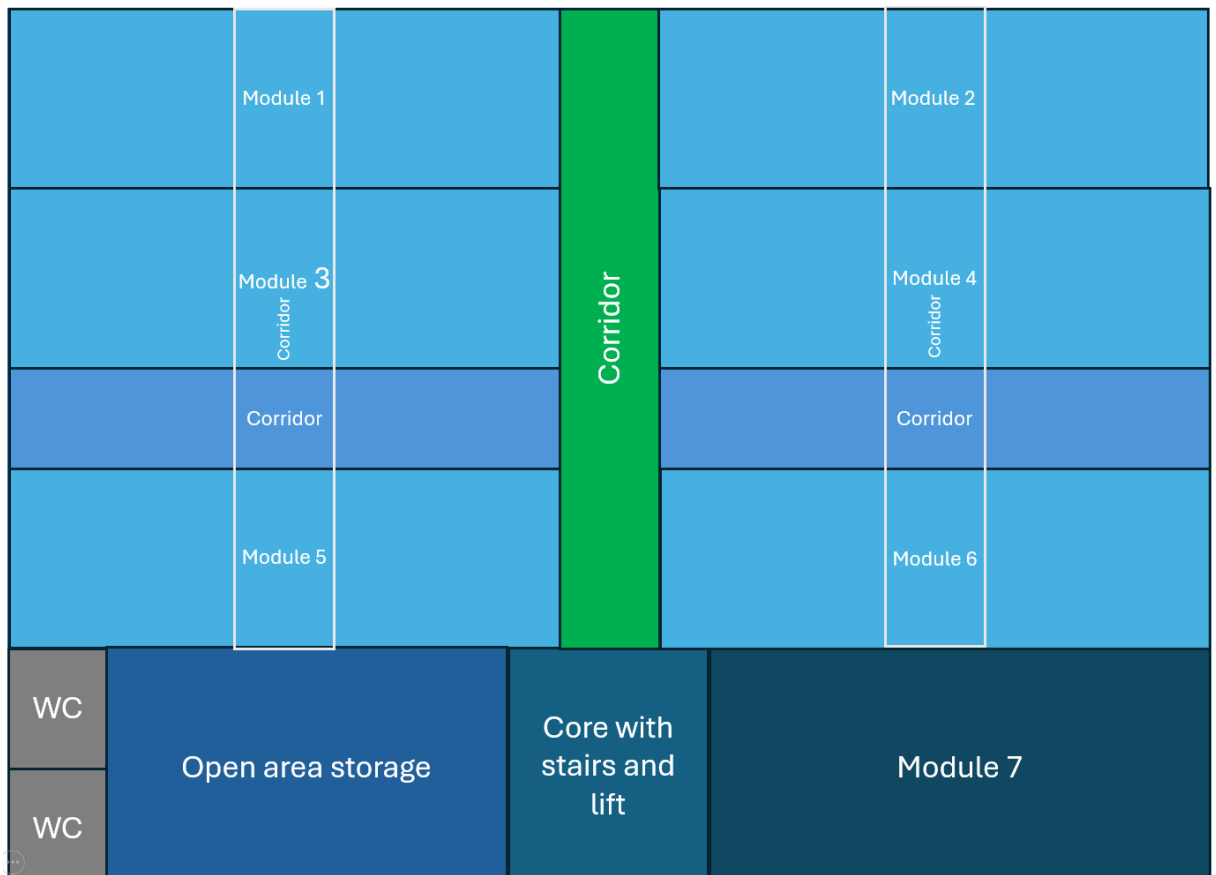 Module 1
Module 2
Module 3
Corridor
Corridor
Module 4
Corridor
Corridor
Corridor
Module 5
Module 6
WC
WC
Open area storage
Core with
stairs and
lift
Module 7